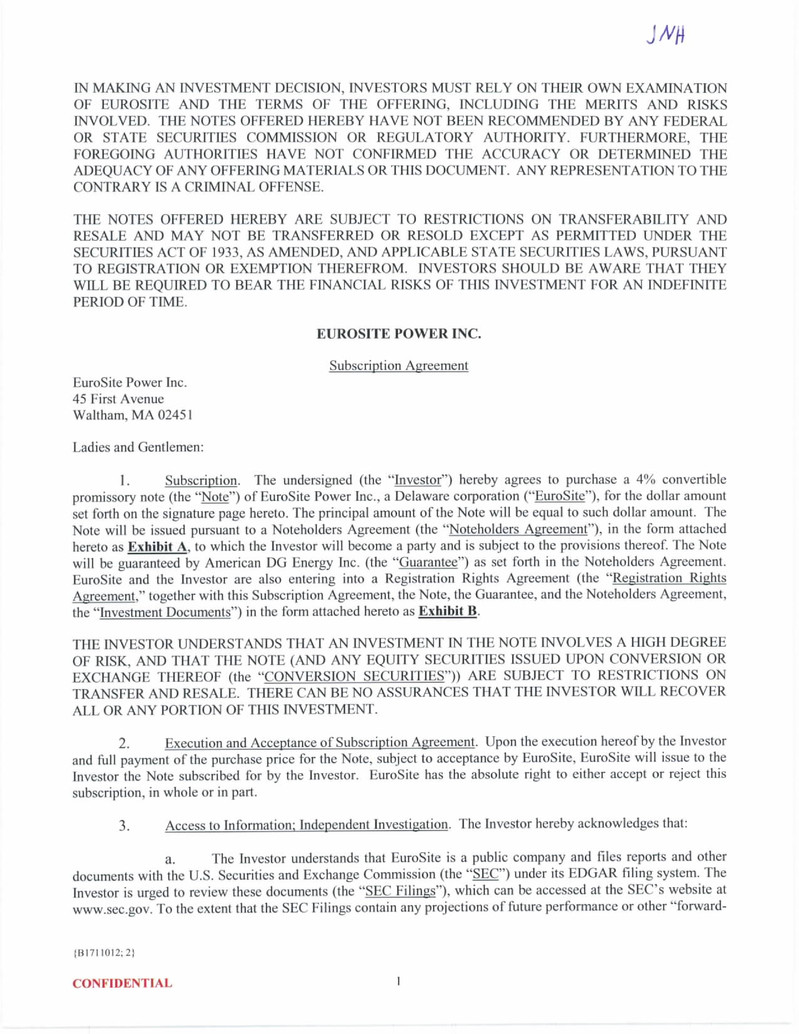 JNH
IN MAKING AN INVESTMENT DECISION, INVESTORS MUST RELY ON THEIR OWN EXAMINATION
OF EUROSITE AND THE TERMS OF THE OFFERING, INCLUDING THE MERITS AND RISKS
INVOLVED. THE NOTES OFFERED HEREBY HAVE NOT BEEN RECOMMENDED BY ANY FEDERAL
OR STATE SECURITIES COMMISSION OR REGULATORY AUTHORITY. FURTHERMORE, THE
FOREGOING AUTHORITIES HAVE NOT CONFIRMED THE ACCURACY OR DETERMINED THE
ADEQUACY OF ANY OFFERING MATERIALS OR THIS DOCUMENT. ANY REPRESENTATION TO THE
CONTRARY IS A CRIMINAL OFFENSE.
THE NOTES OFFERED HEREBY ARE SUBJECT TO RESTRICTIONS ON TRANSFERABILITY AND
RESALE AND MAY NOT BE TRANSFERRED OR RESOLD EXCEPT AS PERMITTED UNDER THE
SECURITIES ACT OF 1933, AS AMENDED, AND APPLICABLE STATE SECURITIES LAWS, PURSUANT
TO REGISTRATION OR EXEMPTION THEREFROM. INVESTORS SHOULD BE AWARE THAT THEY
WILL BE REQUIRED TO BEAR THE FINANCIAL RISKS OF THIS INVESTMENT FOR AN INDEFINITE
PERIOD OF TIME.
EUROSITE POWER INC.
Subscription Agreement
EuroSite Power Inc.
45 First Avenue
Waltham, MA 02451
Ladies and Gentlemen:
1. Subscription. The undersigned (the “Investor”) hereby agrees to purchase a 4% convertible
promissory note (the “Note”) of EuroSite Power Inc., a Delaware corporation (“EuroSite”), for the dollar amount
set forth on the signature page hereto. The principal amount of the Note will be equal to such dollar amount. The
Note will be issued pursuant to a Noteholders Agreement (the “Noteholders Agreement”), in the form attached
hereto as Exhibit A, to which the Investor will become a party and is subject to the provisions thereof. The Note
will be guaranteed by American DG Energy Inc. (the “Guarantee”) as set forth in the Noteholders Agreement.
EuroSite and the Investor are also entering into a Registration Rights Agreement (the “Registration Rights
Agreement,” together with this Subscription Agreement, the Note, the Guarantee, and the Noteholders Agreement,
the “Investment Documents”) in the form attached hereto as Exhibit B.
THE INVESTOR UNDERSTANDS THAT AN INVESTMENT IN THE NOTE INVOLVES A HIGH DEGREE
OF RISK, AND THAT THE NOTE (AND ANY EQUITY SECURITIES ISSUED UPON CONVERSION OR
EXCHANGE THEREOF (the “CONVERSION SECURITIES”)) ARE SUBJECT TO RESTRICTIONS ON
TRANSFER AND RESALE. THERE CAN BE NO ASSURANCES THAT THE INVESTOR WILL RECOVER
ALL OR ANY PORTION OF THIS INVESTMENT.
2. Execution and Acceptance of Subscription Agreement. Upon the execution hereof by the Investor
and full payment of the purchase price for the Note, subject to acceptance by EuroSite, EuroSite will issue to the
Investor the Note subscribed for by the Investor. EuroSite has the absolute right to either accept or reject this
subscription, in whole or in part.
3. Access to Information; Independent Investigation. The Investor hereby acknowledges that:
a. The Investor understands that EuroSite is a public company and files reports and other
documents with the U.S. Securities and Exchange Commission (the “SEC”) under its EDGAR filing system. The
Investor is urged to review these documents (the “SEC Filings”), which can be accessed at the SEC’s website at
www.sec.gov. To the extent that the SEC Filings contain any projections of future performance or other “forward-
{B1711012; 2}
CONFIDENTIAL
1